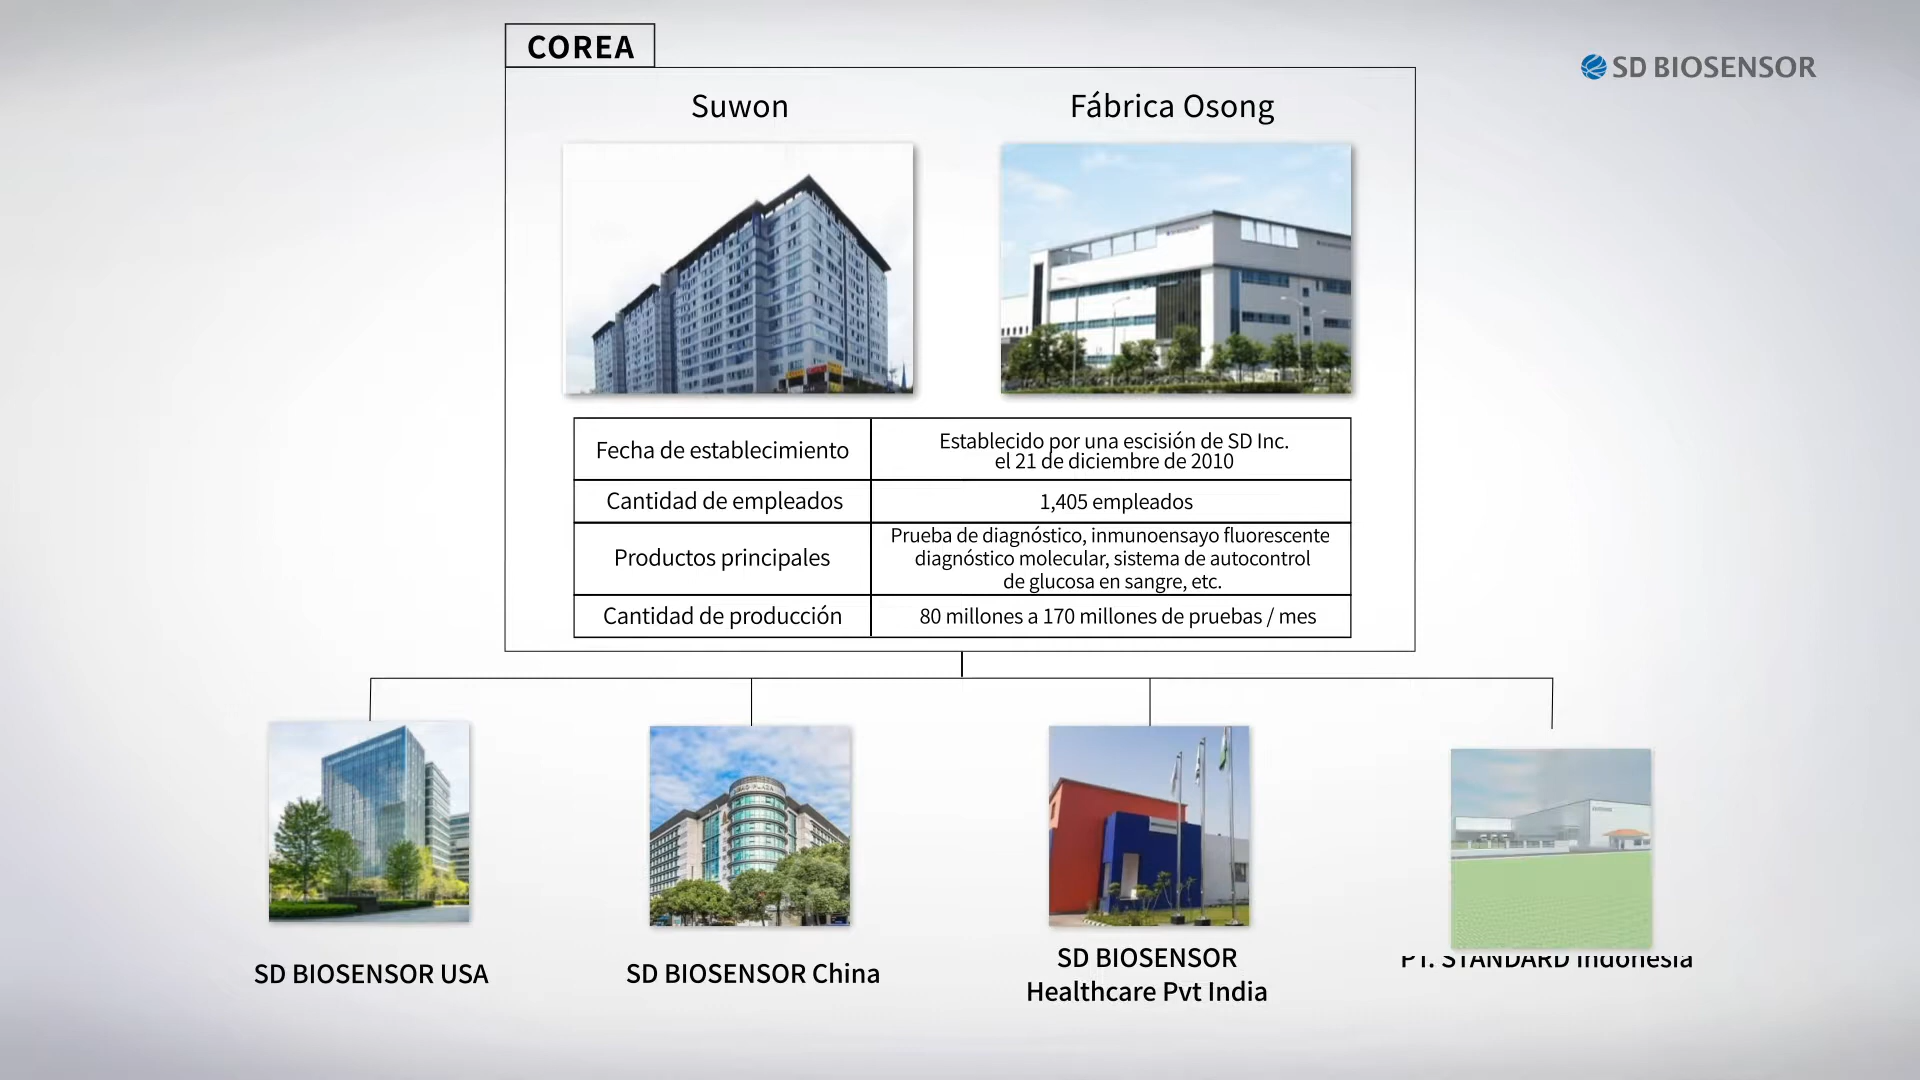 COREA
SD BIOSENSOR
Suwon
Fábrica Osong
Fecha de establecimiento
Establecido por una escisión de SD Inc.
el 21 de diciembre de 2010
Cantidad de empleados
1,405 empleados
Productos principales
Prueba de diagnóstico, inmunoensayo fluorescente
diagnóstico molecular, sistema de autocontrol
de glucosa en sangre, etc.
Cantidad de producción
80 millones a 170 millones de pruebas / mes
SD BIOSENSOR USA
SD BIOSENSOR China
SD BIOSENSOR
Healthcare Pvt India
PT. STANDARD Indonesia